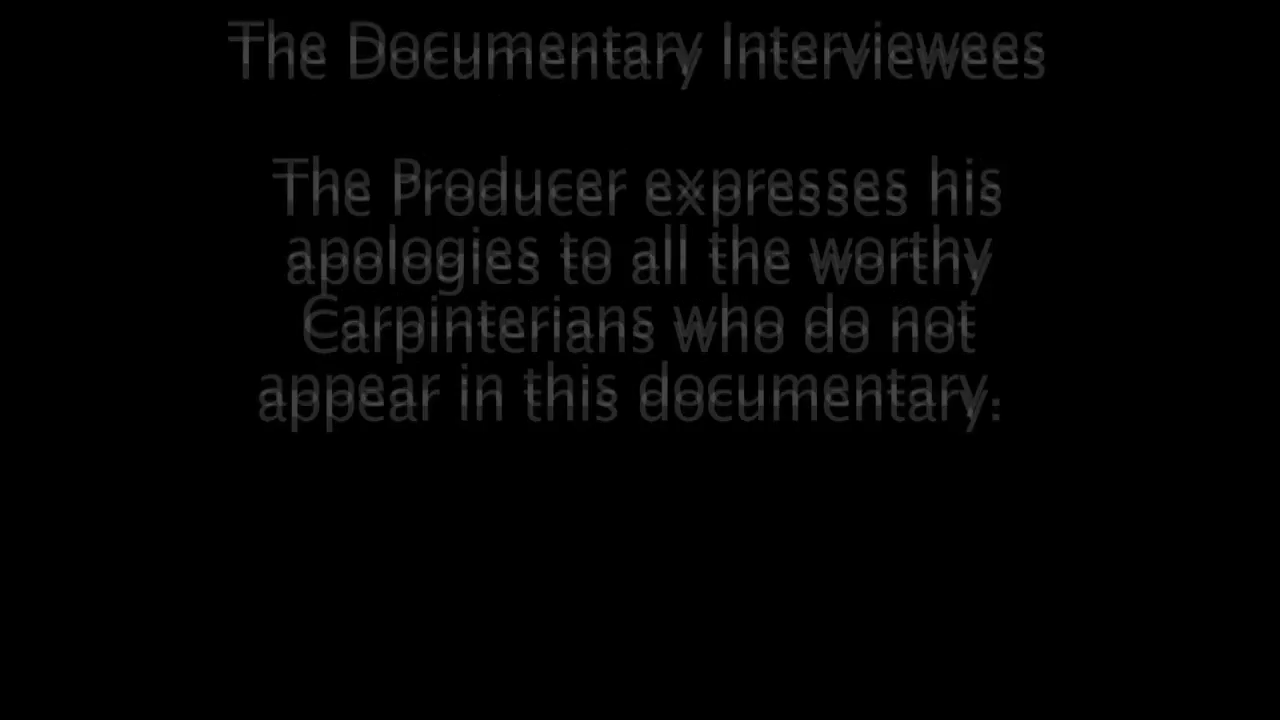 The Documentary Interviewees
The Producer expresses his
apologies to all the worthy
Carpinterians who do not
appear in this documentary.